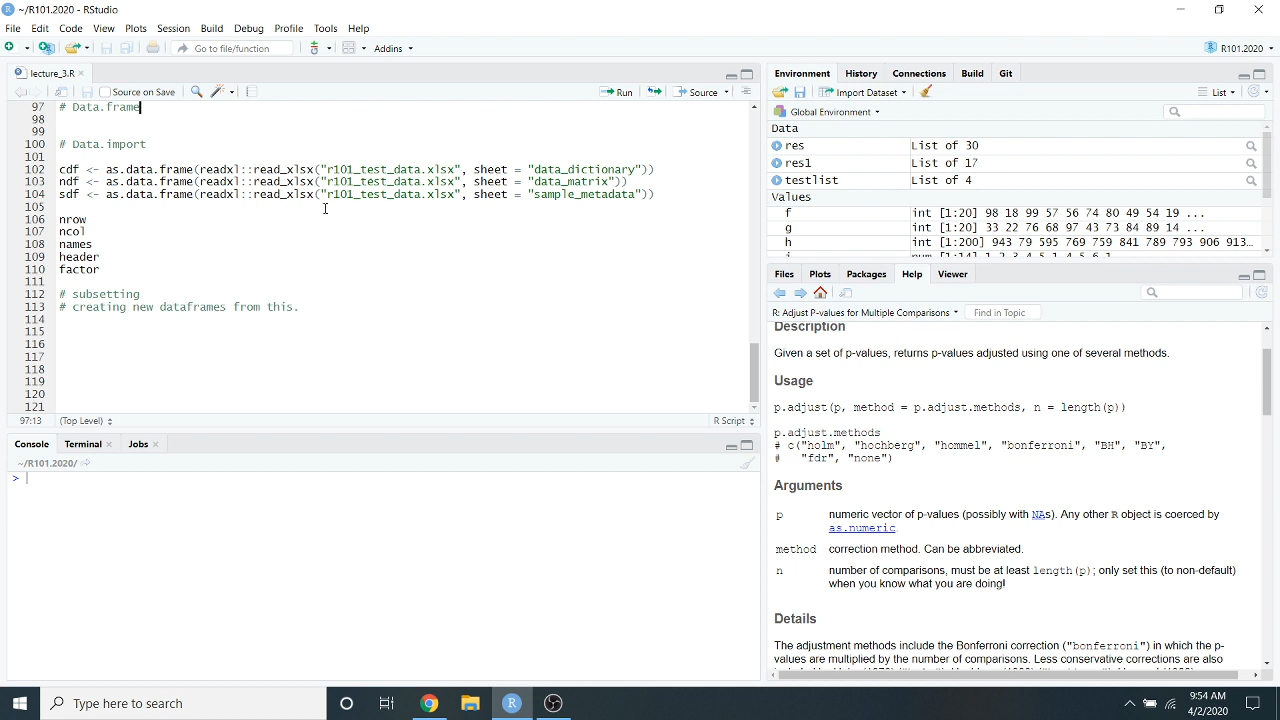 ~/R101.2020 - RStudio
File Edit Code View Plots Session Build Debug Profile Tools Help
Go to file/function Addins R101.2020
lecture_3.R
Source on Save Run Source
97 # Data.frame
98
99
100 # Data.import
101
102 cdf <- as.data.frame(readxl::read_xlsx("r101_test_data.xlsx", sheet = "data_dictionary"))
103 ndf <- as.data.frame(readxl::read_xlsx("r101_test_data.xlsx", sheet = "data_matrix"))
104 sdf <- as.data.frame(readxl::read_xlsx("r101_test_data.xlsx", sheet = "sample_metadata"))
105
106 nrow
107 ncol
108 names
109 header
110 factor
111
112 # subsetting
113 # creating new dataframes from this.
114
115
116
117
118
119
120
121
97:13 (Top Level) R Script
Console Terminal Jobs
~/R101.2020/
>
Environment History Connections Build Git
Import Dataset List
Global Environment
Data
res List of 30
resl List of 17
testlist List of 4
Values
f int [1:20] 98 18 99 57 56 74 80 49 54 19 ...
g int [1:20] 33 22 76 68 97 43 73 84 89 14 ...
h int [1:200] 943 79 595 769 759 841 789 793 906 913...
Files Plots Packages Help Viewer
R: Adjust P-values for Multiple Comparisons Find in Topic
Description
Given a set of p-values, returns p-values adjusted using one of several methods.
Usage
p.adjust(p, method = p.adjust.methods, n = length(p))
p.adjust.methods
# c("holm", "hochberg", "hommel", "bonferroni", "BH", "BY",
# "fdr", "none")
Arguments
p numeric vector of p-values (possibly with NAs). Any other R object is coerced by
as.numeric.
method correction method. Can be abbreviated.
n number of comparisons, must be at least length(p); only set this (to non-default)
when you know what you are doing!
Details
The adjustment methods include the Bonferroni correction ("bonferroni") in which the p-
values are multiplied by the number of comparisons. Less conservative corrections are also
Type here to search
9:54 AM
4/2/2020